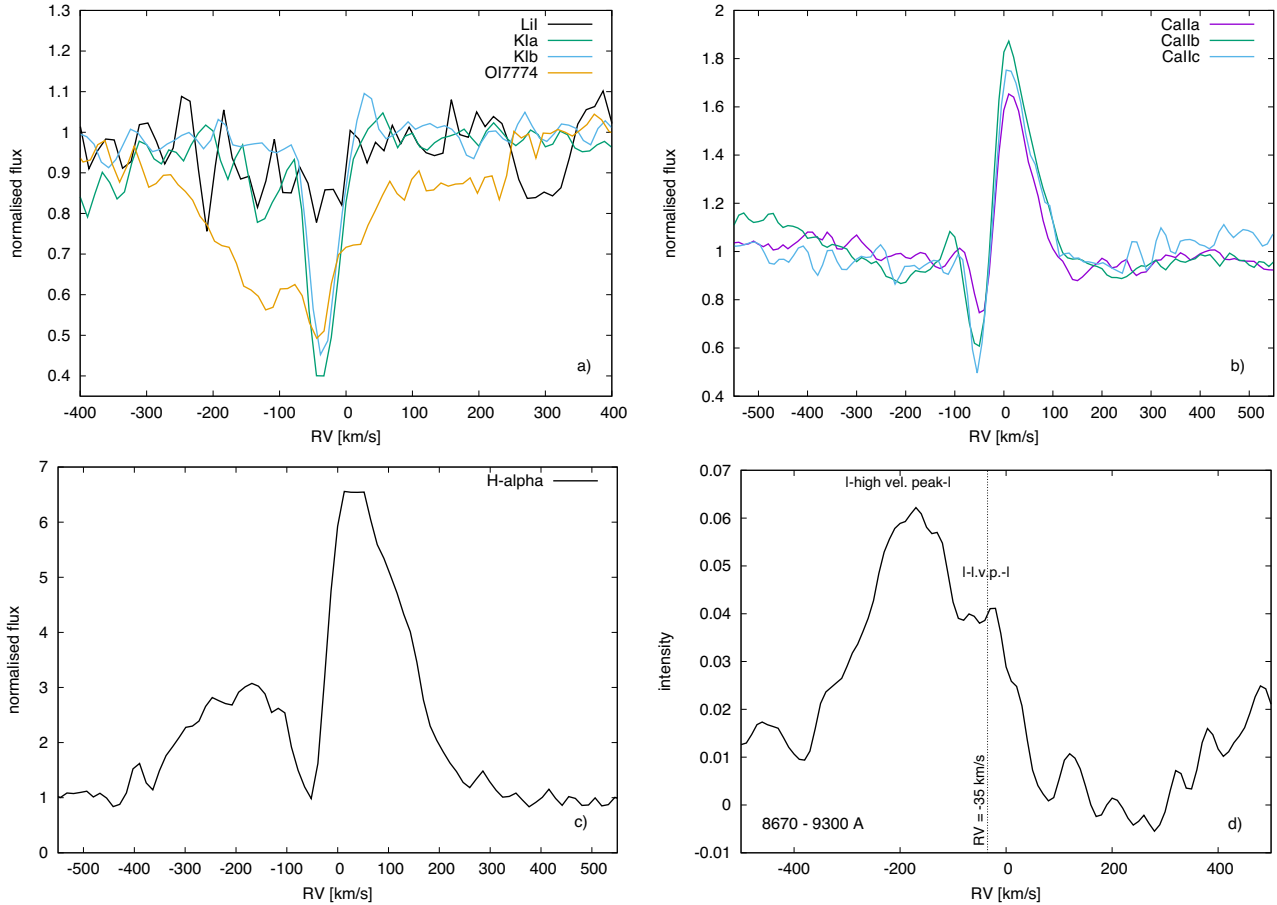 LiI
KIa
KIb
OI7774
1.3
1.2
1.1
1
0.9
0.8
0.7
0.6
0.5
0.4
normalised flux
-400 -300 -200 -100 0 100 200 300 400
RV [km/s]
a)
CaIIa
CaIIb
CaIIc
2
1.8
1.6
1.4
1.2
1
0.8
0.6
0.4
normalised flux
-500 -400 -300 -200 -100 0 100 200 300 400 500
RV [km/s]
b)
H-alpha
7
6
5
4
3
2
1
0
normalised flux
-500 -400 -300 -200 -100 0 100 200 300 400 500
RV [km/s]
c)
0.07
0.06
0.05
0.04
0.03
0.02
0.01
0
-0.01
intensity
|-high vel. peak-|
|-l.v.p.-|
RV = -35 km/s
8670 - 9300 A
-400 -200 0 200 400
RV [km/s]
d)